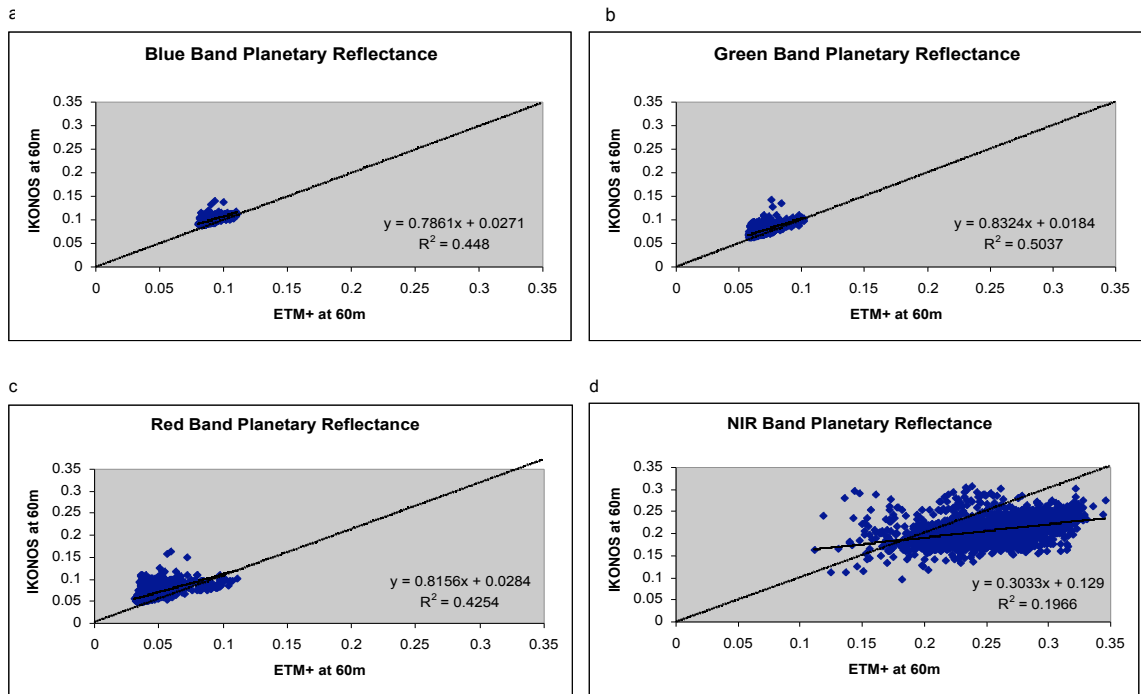 a
Blue Band Planetary Reflectance
IKONOS at 60m
0.35
0.3
0.25
0.2
0.15
0.1
0.05
0
y = 0.7861x + 0.0271
R² = 0.448
0 0.05 0.1 0.15 0.2 0.25 0.3 0.35
ETM+ at 60m
b
Green Band Planetary Reflectance
IKONOS at 60m
0.35
0.3
0.25
0.2
0.15
0.1
0.05
0
y = 0.8324x + 0.0184
R² = 0.5037
0 0.05 0.1 0.15 0.2 0.25 0.3 0.35
ETM+ at 60m
c
Red Band Planetary Reflectance
IKONOS at 60m
0.35
0.3
0.25
0.2
0.15
0.1
0.05
0
y = 0.8156x + 0.0284
R² = 0.4254
0 0.05 0.1 0.15 0.2 0.25 0.3 0.35
ETM+ at 60m
d
NIR Band Planetary Reflectance
IKONOS at 60m
0.35
0.3
0.25
0.2
0.15
0.1
0.05
0
y = 0.3033x + 0.129
R² = 0.1966
0 0.05 0.1 0.15 0.2 0.25 0.3 0.35
ETM+ at 60m